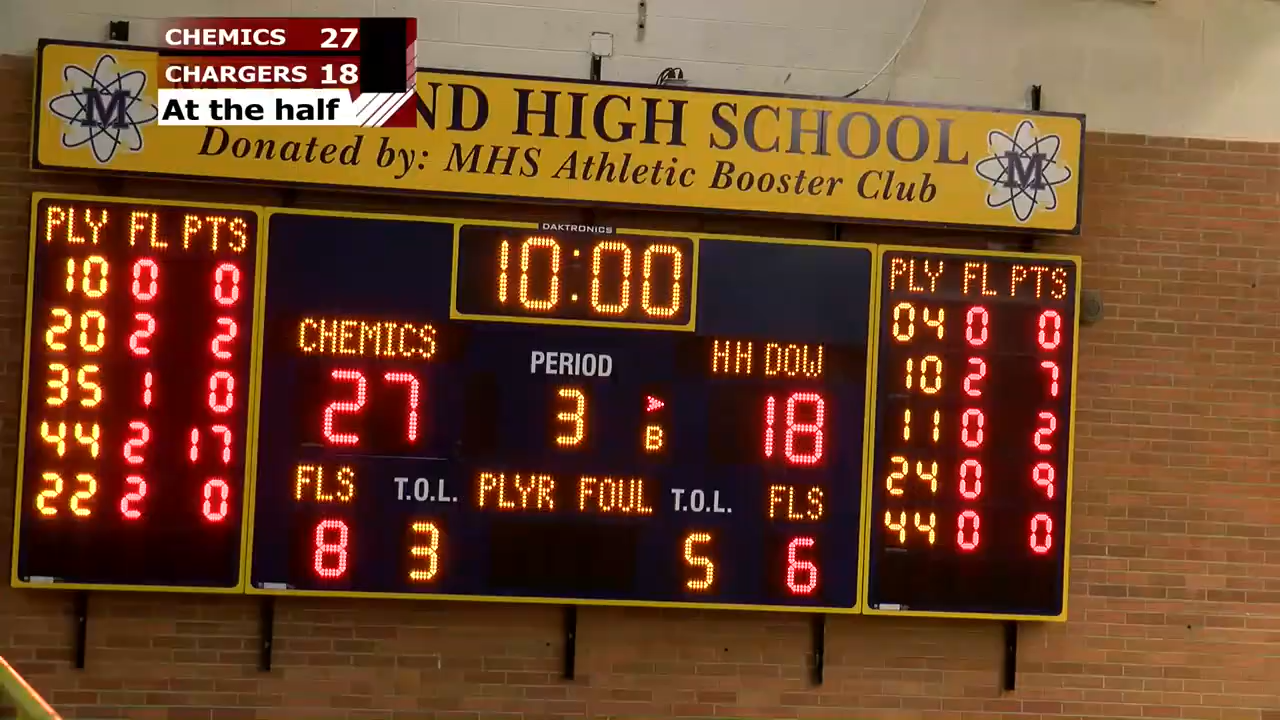 CHEMICS 27
CHARGERS 18
At the half
ND HIGH SCHOOL
Donated by: MHS Athletic Booster Club
M
M
DAKTRONICS
10:00
PLY FL PTS
10 0 0
20 2 2
35 1 0
44 2 17
22 2 0
CHEMICS
27
PERIOD
3
B
HH DOW
18
FLS T.O.L. PLYR FOUL T.O.L. FLS
8 3 5 6
PLY FL PTS
04 0 0
10 2 7
11 0 2
24 0 9
44 0 0